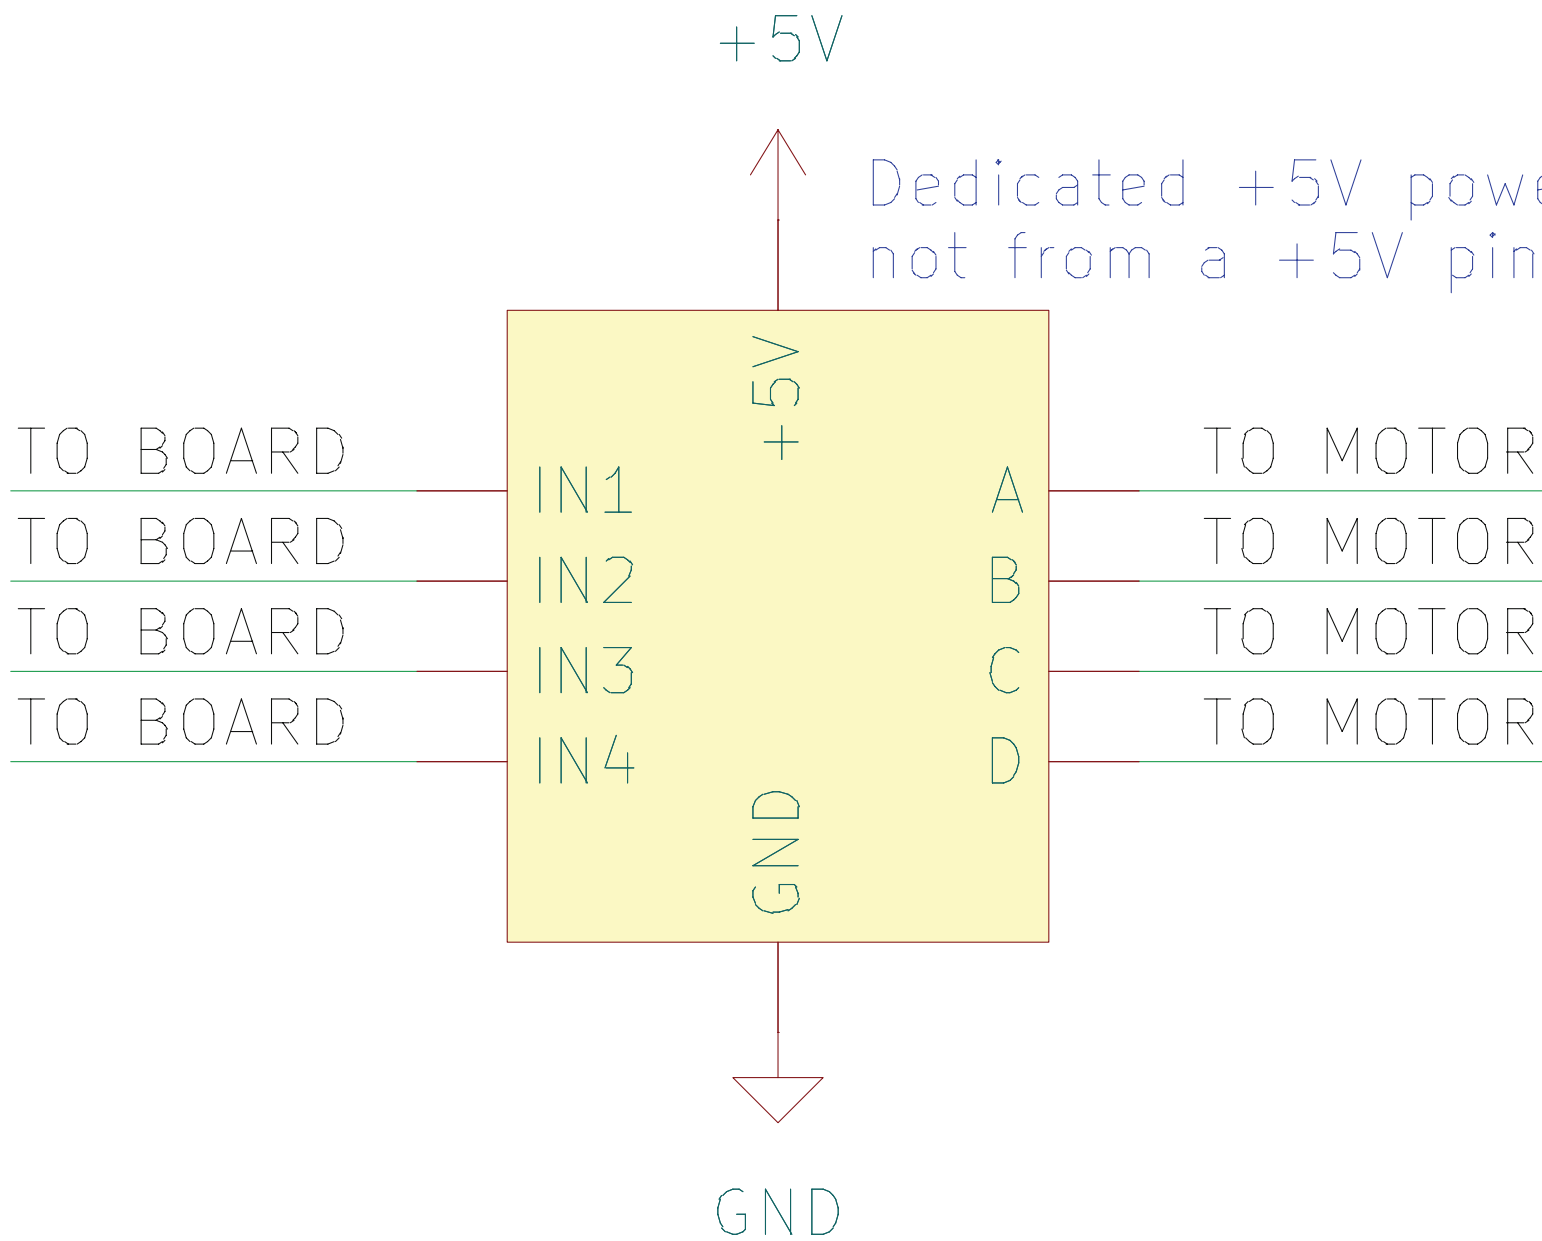 +5V
Dedicated +5V
not from a +5V pin
+5V
TO BOARD
TO MOTOR
IN1
A
TO BOARD
TO MOTOR
IN2
B
TO BOARD
TO MOTOR
IN3
C
TO BOARD
TO MOTOR
IN4
D
GND
GND